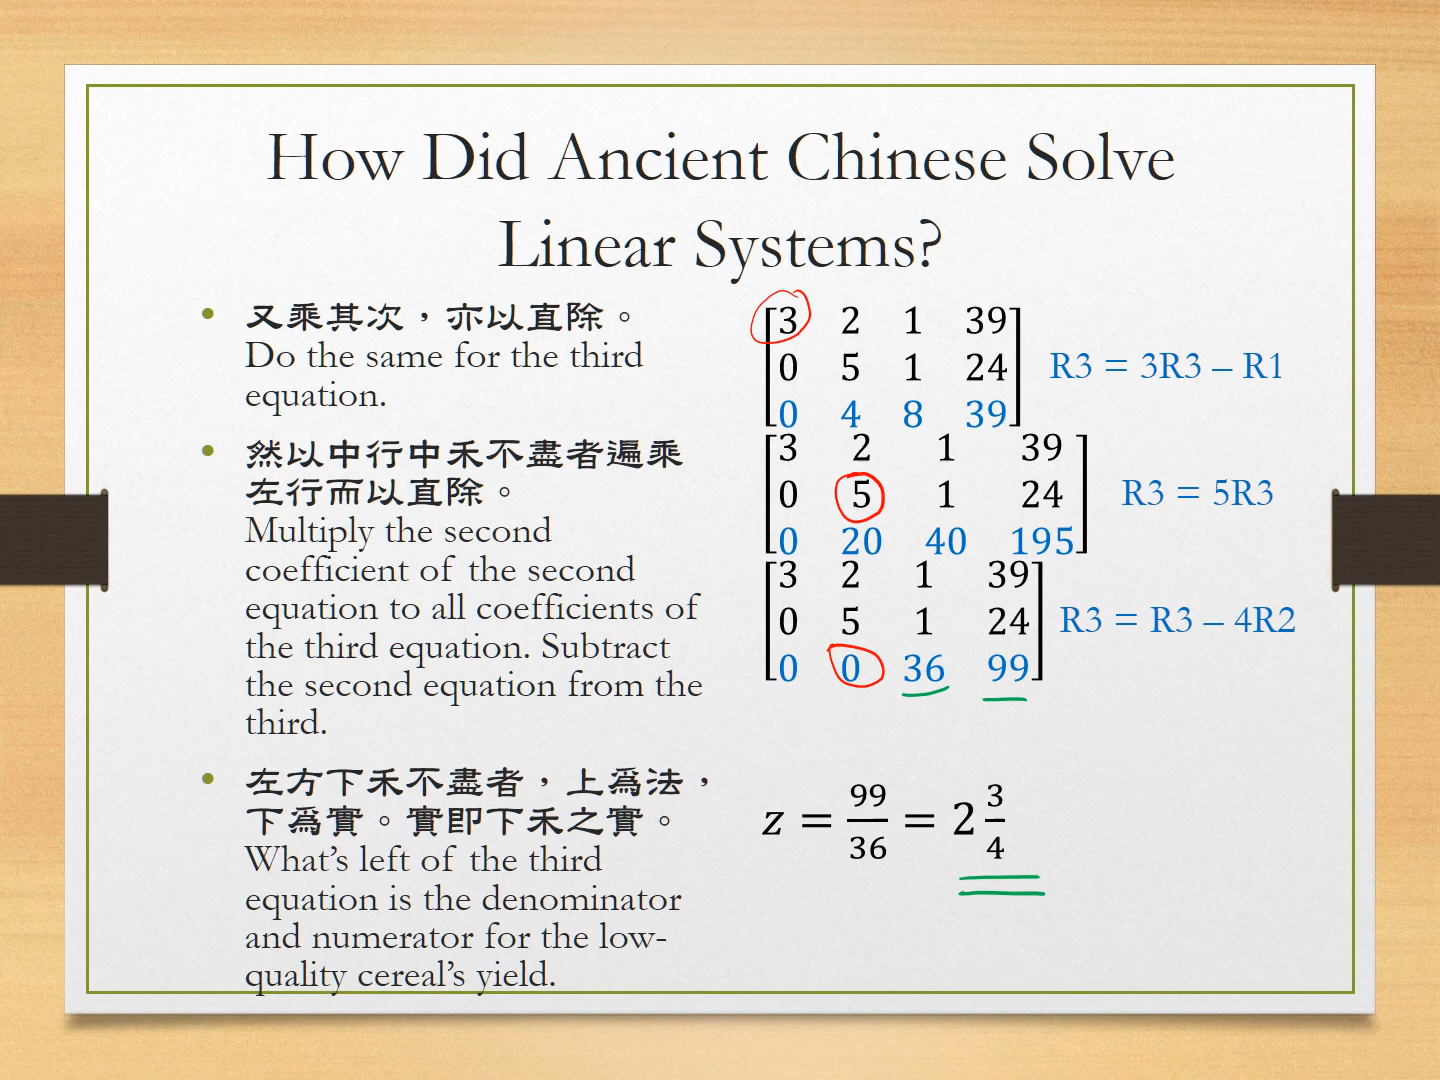 How Did Ancient Chinese Solve
Linear Systems?
• 又乘其次，亦以直除。
Do the same for the third
equation.
• 然以中行中禾不盡者遍乘
左行而以直除。
Multiply the second
coefficient of the second
equation to all coefficients of
the third equation. Subtract
the second equation from the
third.
• 左方下禾不盡者，上爲法，
下爲實。實即下禾之實。
What's left of the third
equation is the denominator
and numerator for the low-
quality cereal's yield.
3 2 1 39
0 5 1 24
0 4 8 39
R3 = 3R3 – R1
3 2 1 39
0 5 1 24
0 20 40 195
R3 = 5R3
3 2 1 39
0 5 1 24
0 0 36 99
R3 = R3 – 4R2
z = 99/36 = 2 3/4